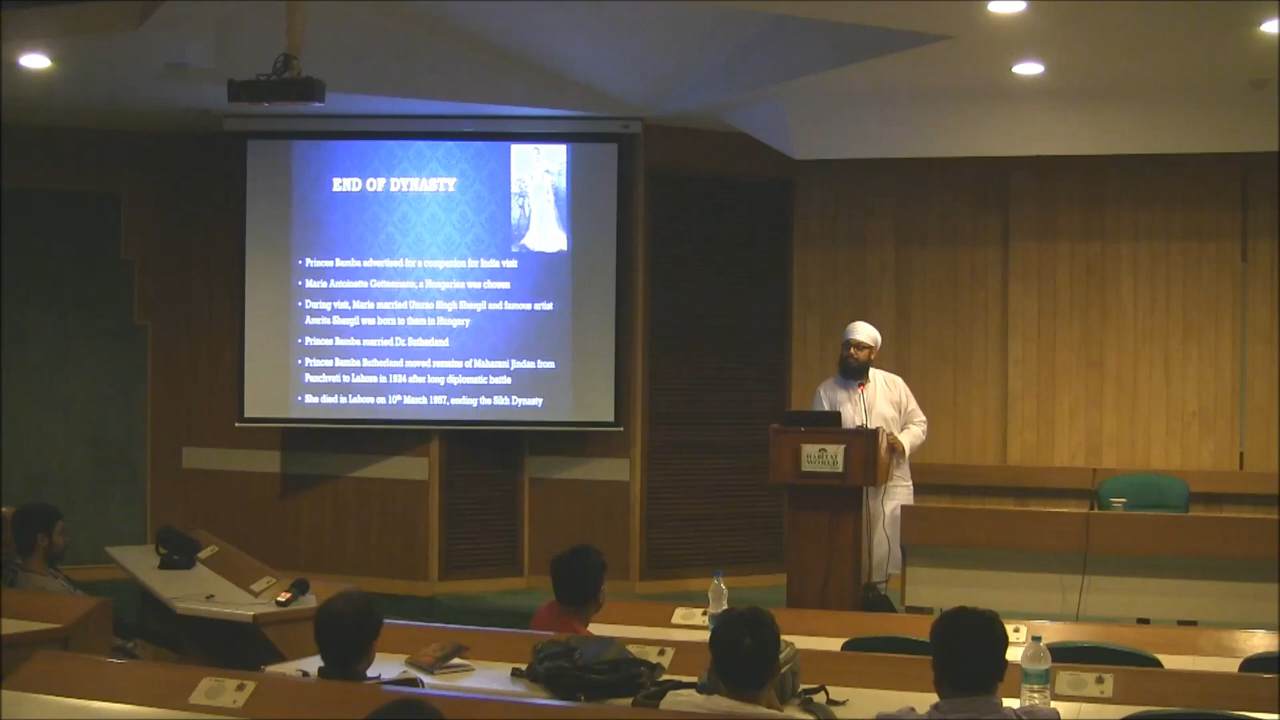 END OF DYNASTY
• Princes Bamba advertised for a companion for India visit
• Marie Antoinette Gottesmann, a Hungarian was chosen
• During visit, Marie married Umrao Singh Shergil and famous artist
Amrita Shergil was born to them in Hungary
• Princes Bamba married Dr. Sutherland
• Princes Bamba Sutherland moved remains of Maharani Jindan from
Panchvati to Lahore in 1924 after long diplomatic battle
• She died in Lahore on 10th March 1957, ending the Sikh Dynasty
HABITAT
WORLD